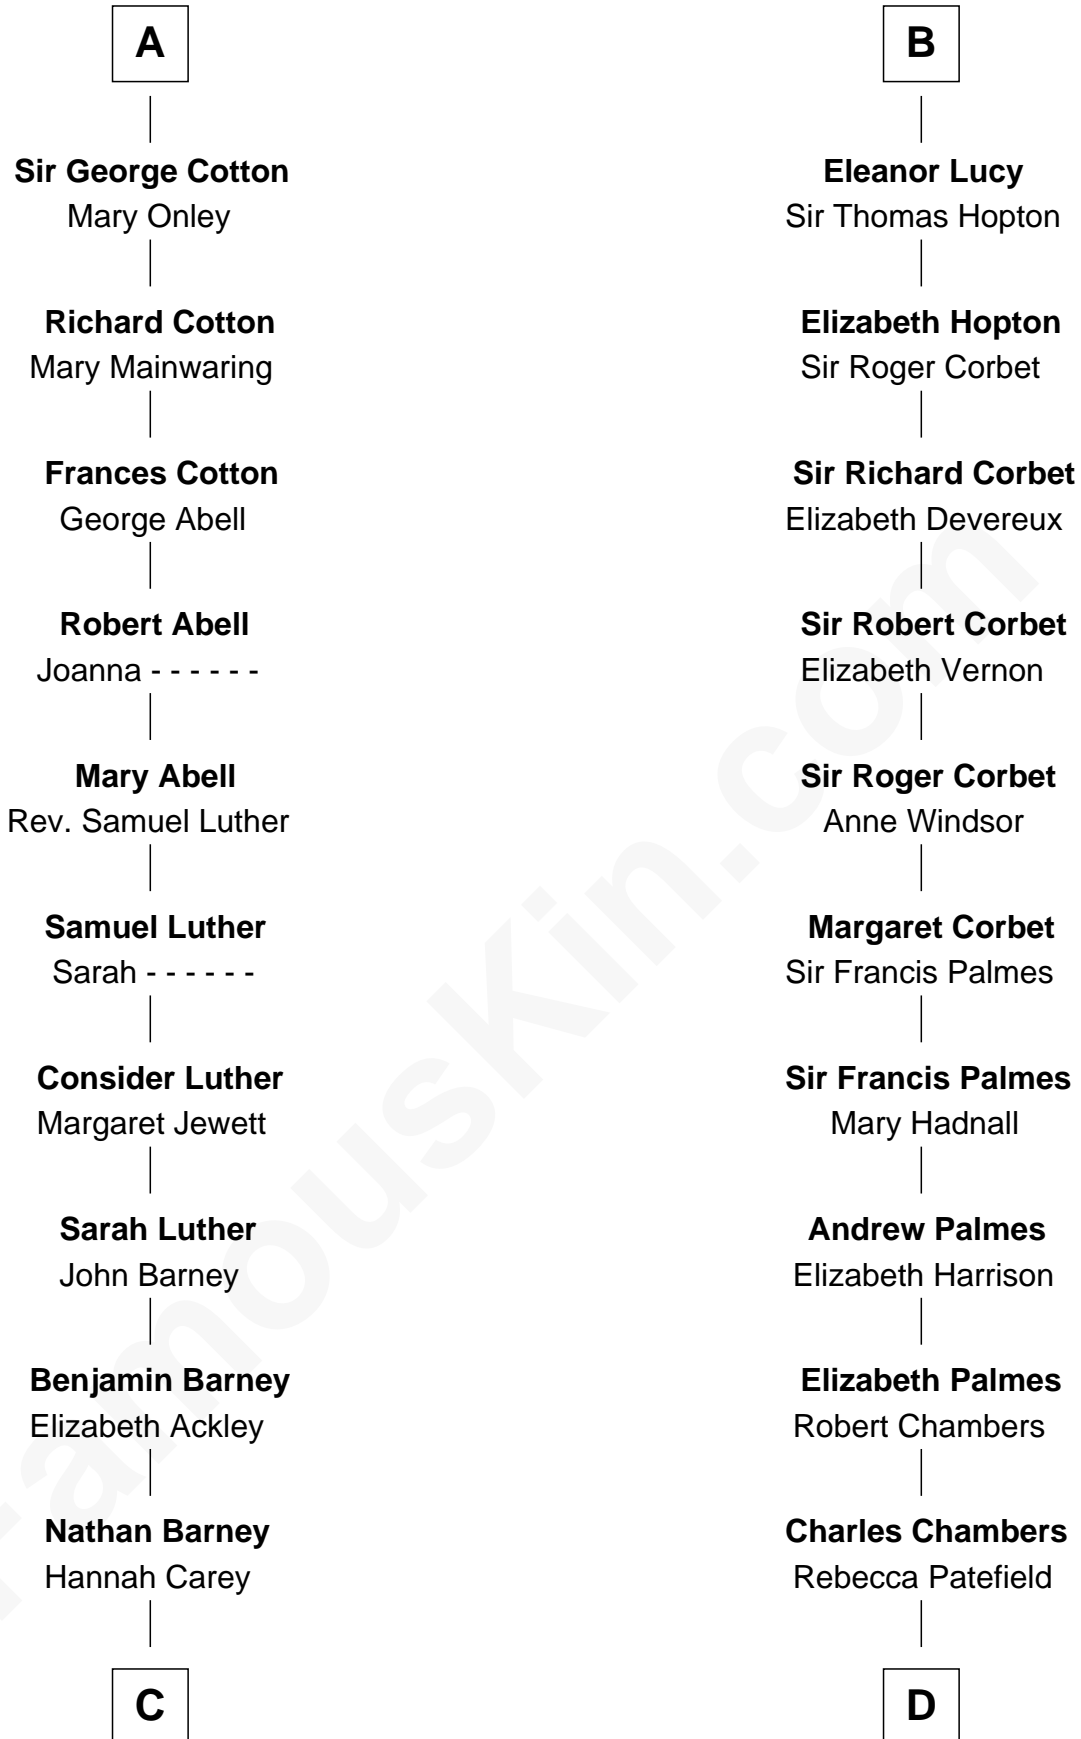 A
Sir George Cotton
Mary Onley
Richard Cotton
Mary Mainwaring
Frances Cotton
George Abell
Robert Abell
Joanna - - - - - -
Mary Abell
Rev. Samuel Luther
Samuel Luther
Sarah - - - - - -
Consider Luther
Margaret Jewett
Sarah Luther
John Barney
Benjamin Barney
Elizabeth Ackley
Nathan Barney
Hannah Carey
C
B
Eleanor Lucy
Sir Thomas Hopton
Elizabeth Hopton
Sir Roger Corbet
Sir Richard Corbet
Elizabeth Devereux
Sir Robert Corbet
Elizabeth Vernon
Sir Roger Corbet
Anne Windsor
Margaret Corbet
Sir Francis Palmes
Sir Francis Palmes
Mary Hadnall
Andrew Palmes
Elizabeth Harrison
Elizabeth Palmes
Robert Chambers
Charles Chambers
Rebecca Patefield
D
FamousKin.com